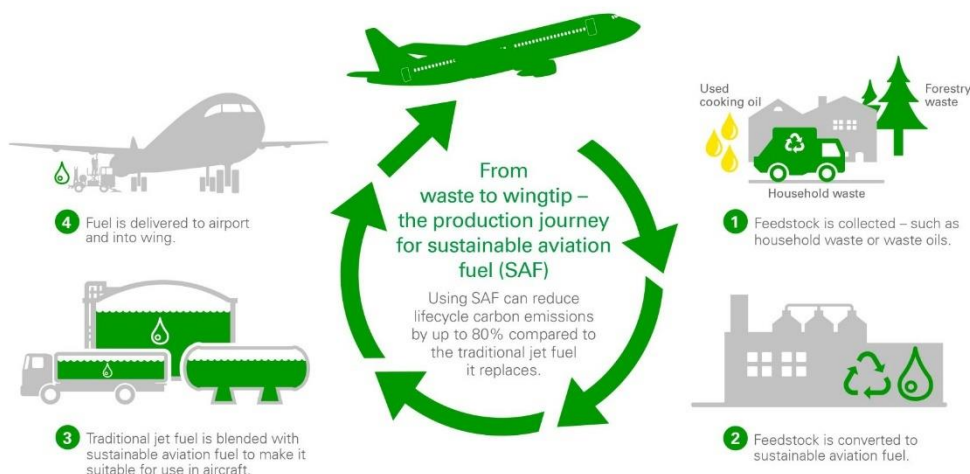 From
waste to wingtip –
the production journey
for sustainable aviation
fuel (SAF)
Using SAF can reduce
lifecycle carbon emissions
by up to 80% compared to
the traditional jet fuel
it replaces.
Used
cooking oil
Forestry
waste
Household waste
1 Feedstock is collected – such as
household waste or waste oils.
2 Feedstock is converted to
sustainable aviation fuel.
3 Traditional jet fuel is blended with
sustainable aviation fuel to make it
suitable for use in aircraft.
4 Fuel is delivered to airport
and into wing.